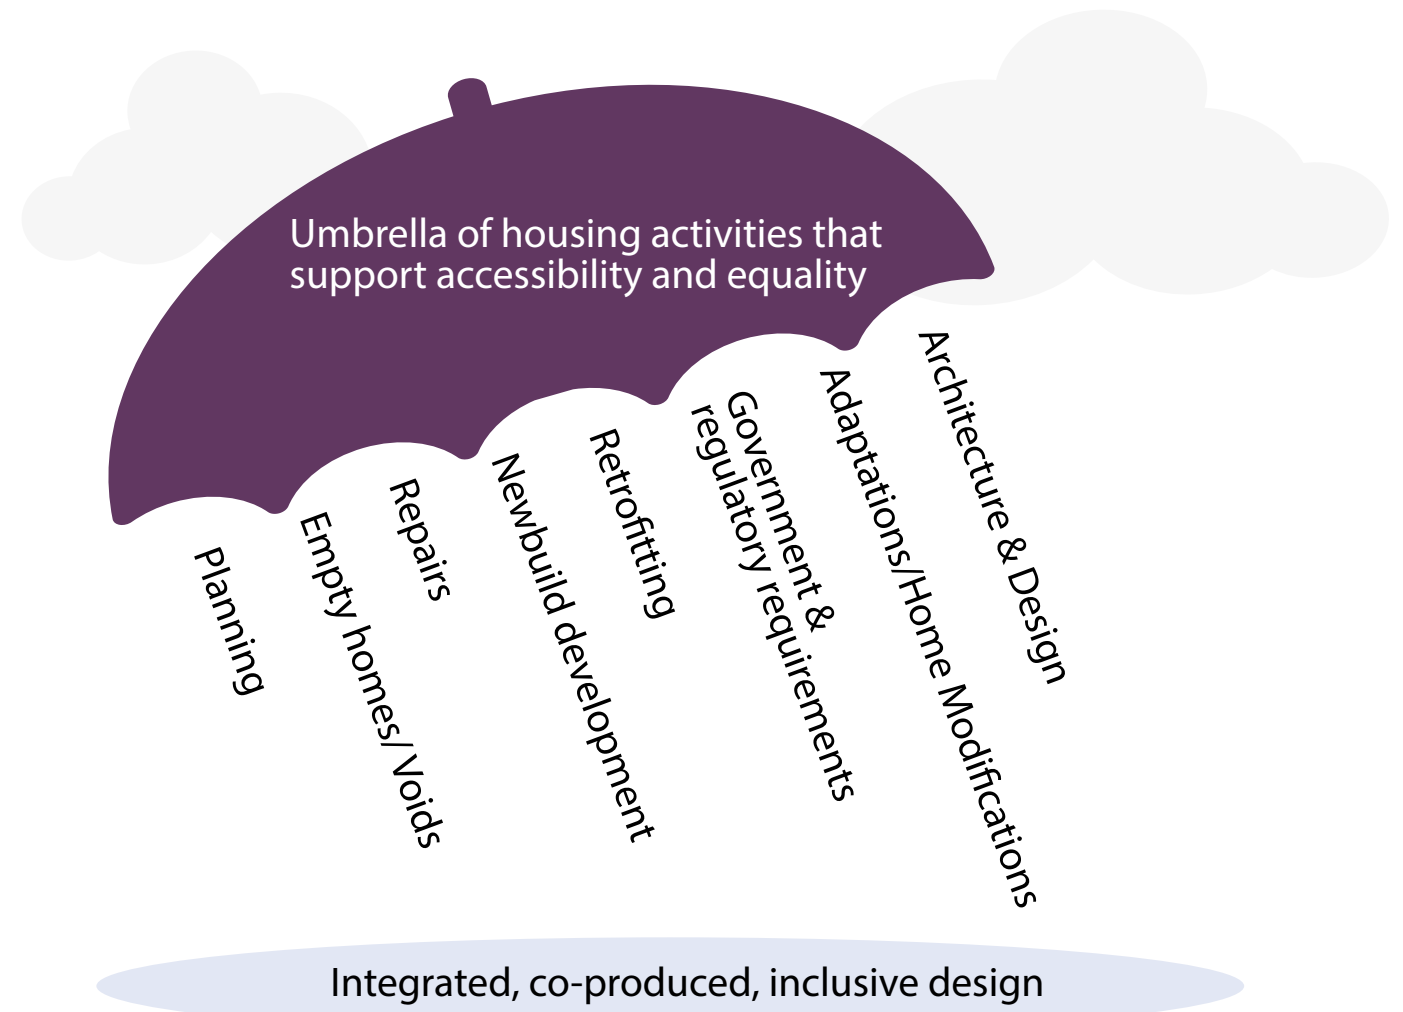 Umbrella of housing activities that
support accessibility and equality
Planning
Empty homes/ Voids
Repairs
Newbuild development
Retrofitting
Government &
regulatory requirements
Adaptations/Home Modifications
Architecture & Design
Integrated, co-produced, inclusive design